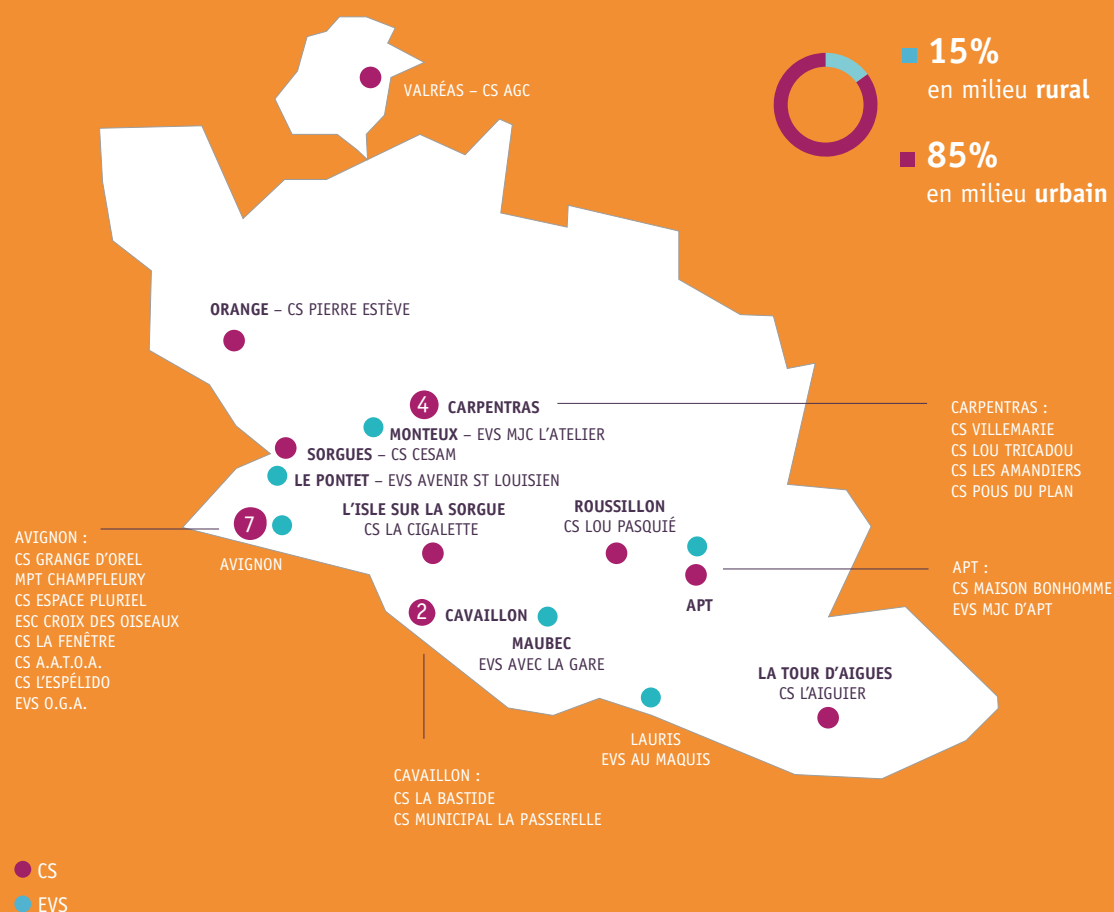 15%
en milieu rural
85%
en milieu urbain
VALRÉAS – CS AGC
ORANGE – CS PIERRE ESTÈVE
4 CARPENTRAS
MONTEUX – EVS MJC L'ATELIER
SORGUES – CS CESAM
LE PONTET – EVS AVENIR ST LOUISIEN
CARPENTRAS :
CS VILLEMARIE
CS LOU TRICADOU
CS LES AMANDIERS
CS POUS DU PLAN
L'ISLE SUR LA SORGUE
CS LA CIGALETTE
ROUSSILLON
CS LOU PASQUIÉ
7
AVIGNON
AVIGNON :
CS GRANGE D'OREL
MPT CHAMPFLEURY
CS ESPACE PLURIEL
ESC CROIX DES OISEAUX
CS LA FENÊTRE
CS A.A.T.O.A.
CS L'ESPÉLIDO
EVS O.G.A.
APT
APT :
CS MAISON BONHOMME
EVS MJC D'APT
2 CAVAILLON
MAUBEC
EVS AVEC LA GARE
LA TOUR D'AIGUES
CS L'AIGUIER
LAURIS
EVS AU MAQUIS
CAVAILLON :
CS LA BASTIDE
CS MUNICIPAL LA PASSERELLE
CS
EVS